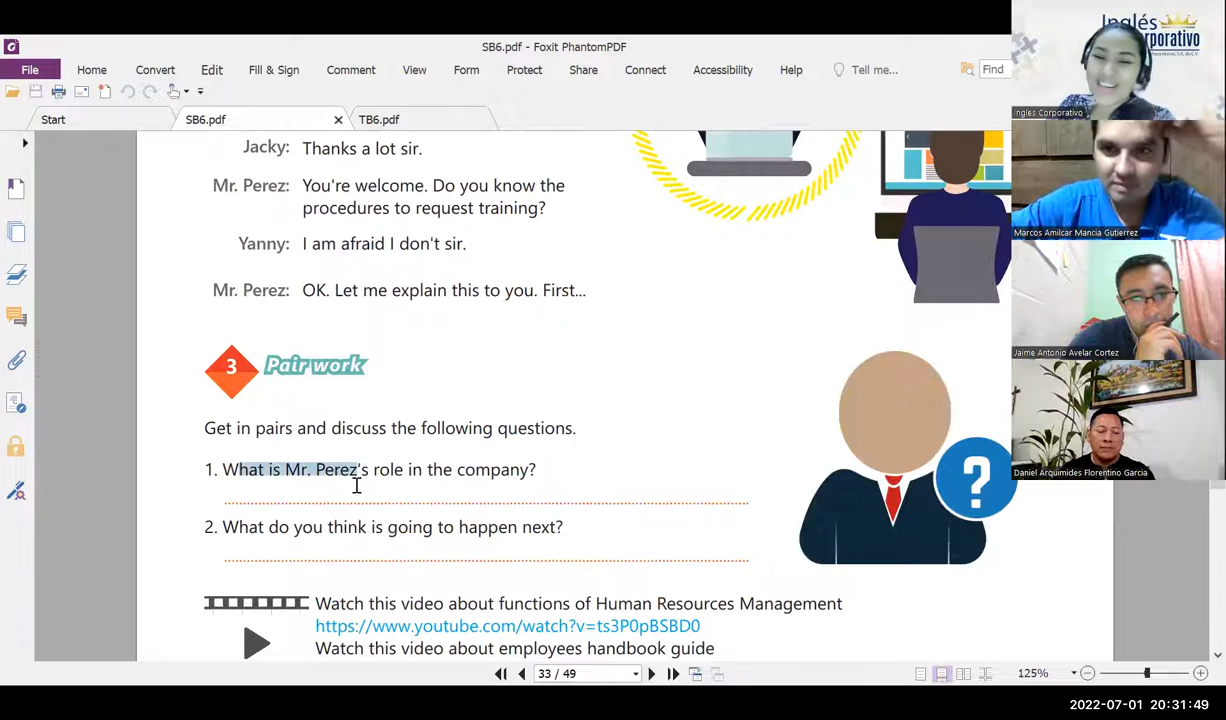 SB6.pdf - Foxit PhantomPDF
File Home Convert Edit Fill & Sign Comment View Form Protect Share Connect Accessibility Help Tell me... Find
Start SB6.pdf TB6.pdf
Jacky: Thanks a lot sir.
Mr. Perez: You're welcome. Do you know the
procedures to request training?
Yanny: I am afraid I don't sir.
Mr. Perez: OK. Let me explain this to you. First...
3 Pair work
Get in pairs and discuss the following questions.
1. What is Mr. Perez's role in the company?
2. What do you think is going to happen next?
?
Watch this video about functions of Human Resources Management
https://www.youtube.com/watch?v=ts3P0pBSBD0
Watch this video about employees handbook guide
33 / 49
125%
Inglés
Ingles Corporativo
Marcos Amilcar Mancia Gutierrez
Jaime Antonio Avelar Cortez
Daniel Arquimides Florentino Garcia
2022-07-01 20:31:49